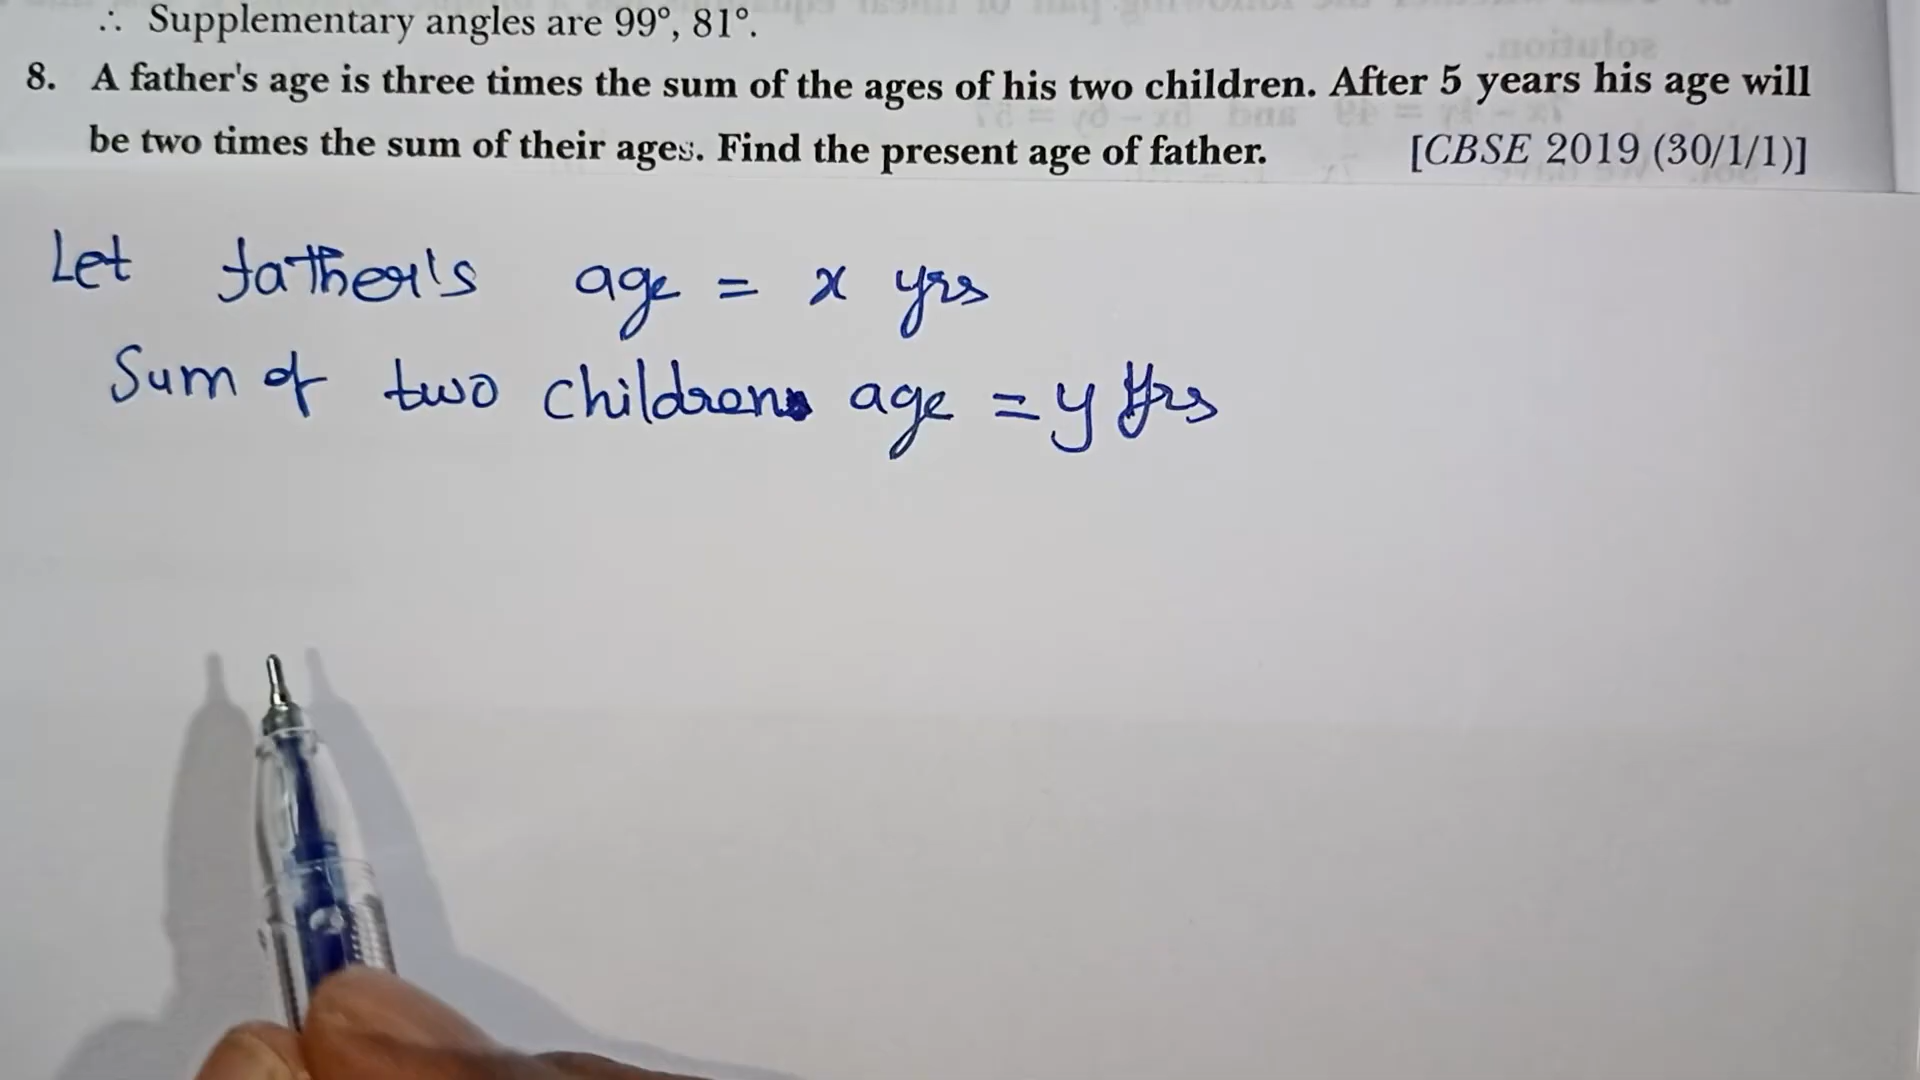 ∴ Supplementary angles are 99°, 81°.
8. A father's age is three times the sum of the ages of his two children. After 5 years his age will
be two times the sum of their ages. Find the present age of father. [CBSE 2019 (30/1/1)]
Let father's age = x yrs
Sum of two children age = y yrs